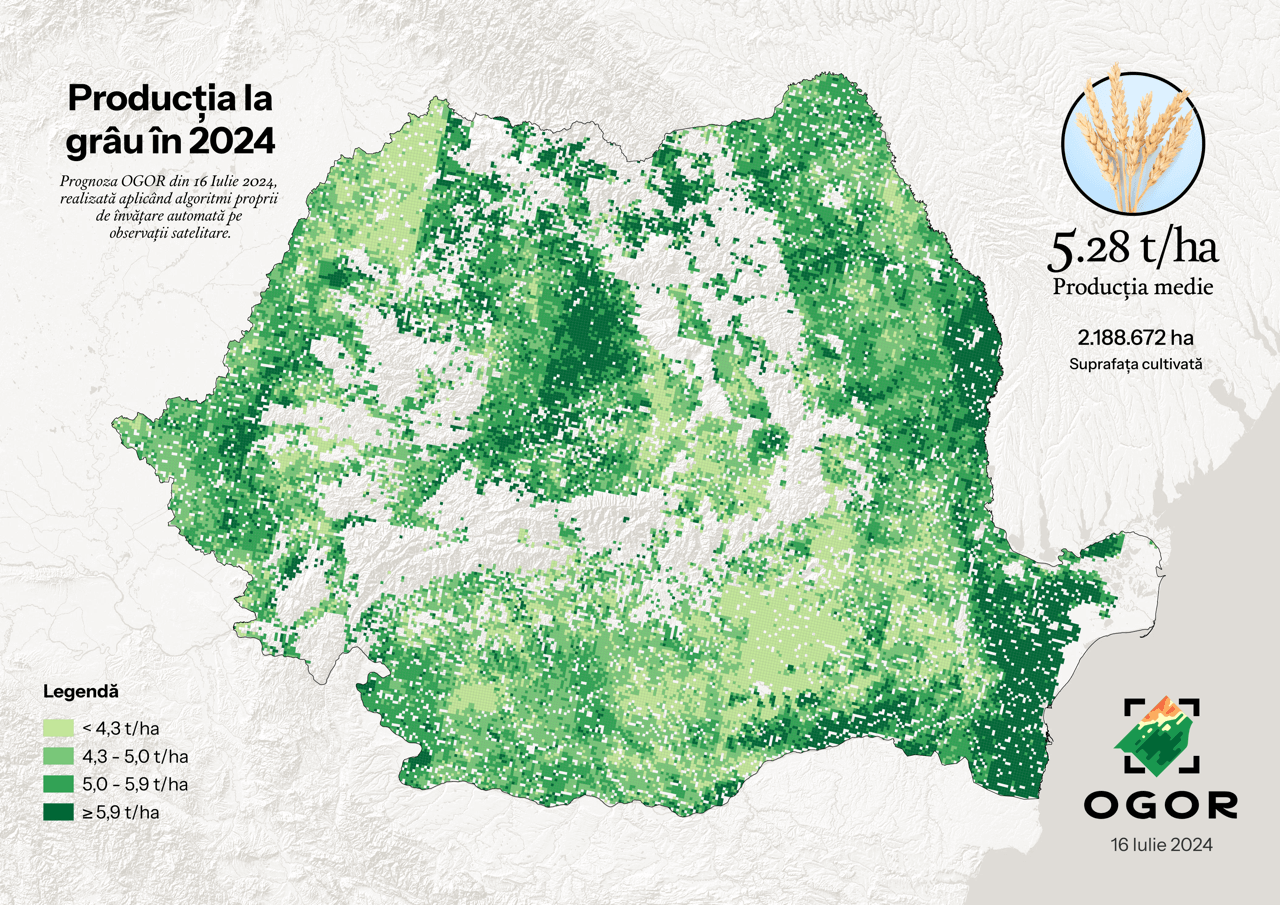 Producția la
grâu în 2024
Prognoza OGOR din 16 Iulie 2024,
realizată aplicând algoritmi proprii
de învățare automată pe
observații satelitare.
5.28 t/ha
Producția medie
2.188.672 ha
Suprafața cultivată
Legendă
< 4,3 t/ha
4,3 - 5,0 t/ha
5,0 - 5,9 t/ha
≥ 5,9 t/ha
OGOR
16 Iulie 2024